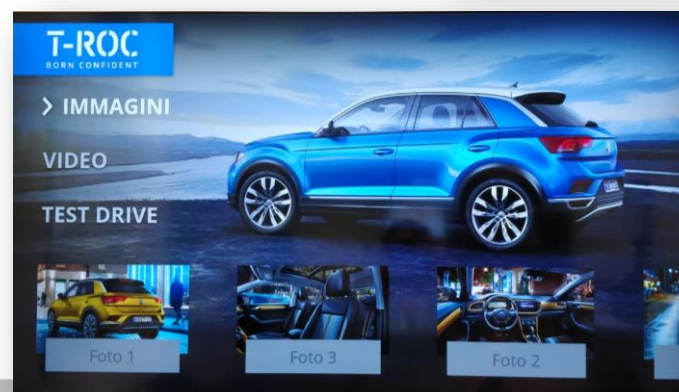 T-ROC
BORN CONFIDENT
IMMAGINI
VIDEO
TEST DRIVE
Foto 1
Foto 3
Foto 2